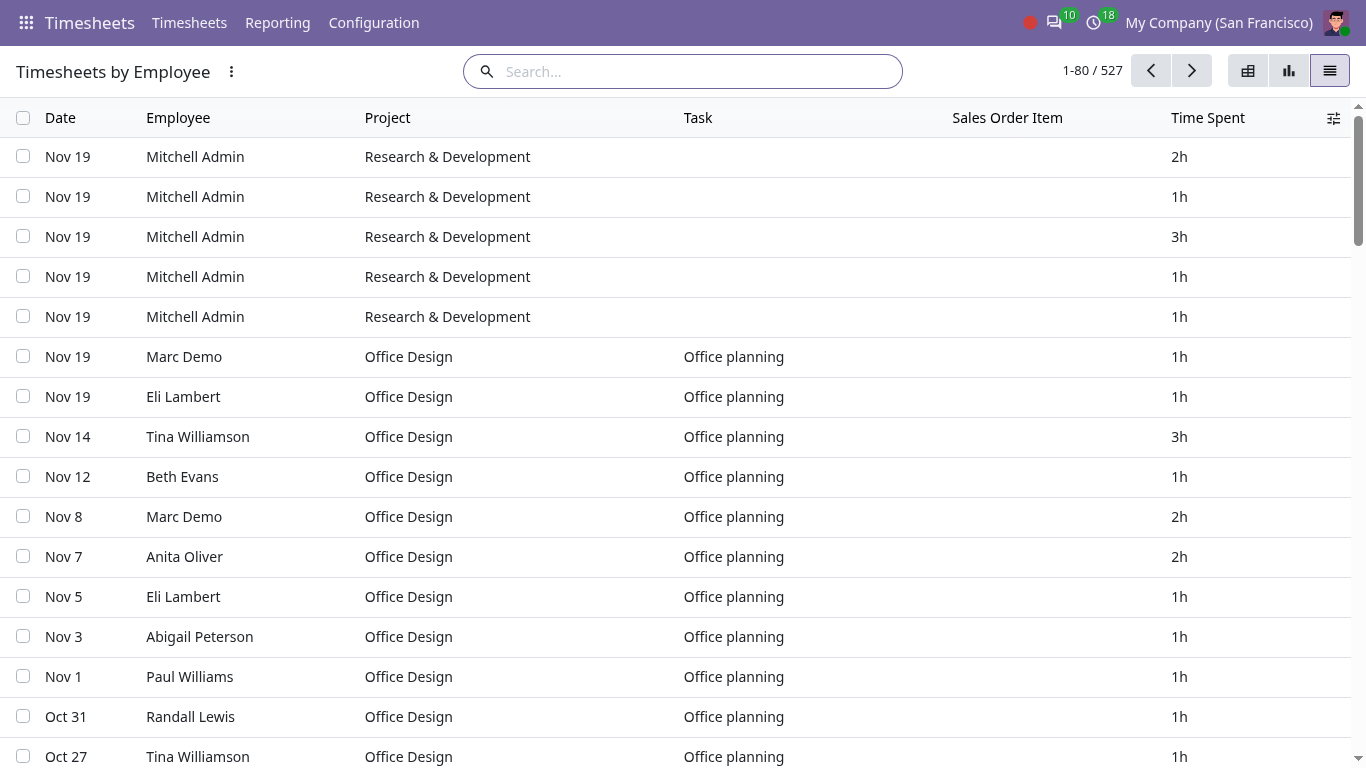 Timesheets Timesheets Reporting Configuration 10 18 My Company (San Francisco)
Timesheets by Employee Search... 1-80 / 527
Date Employee Project Task Sales Order Item Time Spent
Nov 19 Mitchell Admin Research & Development 2h
Nov 19 Mitchell Admin Research & Development 1h
Nov 19 Mitchell Admin Research & Development 3h
Nov 19 Mitchell Admin Research & Development 1h
Nov 19 Mitchell Admin Research & Development 1h
Nov 19 Marc Demo Office Design Office planning 1h
Nov 19 Eli Lambert Office Design Office planning 1h
Nov 14 Tina Williamson Office Design Office planning 3h
Nov 12 Beth Evans Office Design Office planning 1h
Nov 8 Marc Demo Office Design Office planning 2h
Nov 7 Anita Oliver Office Design Office planning 2h
Nov 5 Eli Lambert Office Design Office planning 1h
Nov 3 Abigail Peterson Office Design Office planning 1h
Nov 1 Paul Williams Office Design Office planning 1h
Oct 31 Randall Lewis Office Design Office planning 1h
Oct 27 Tina Williamson Office Design Office planning 1h